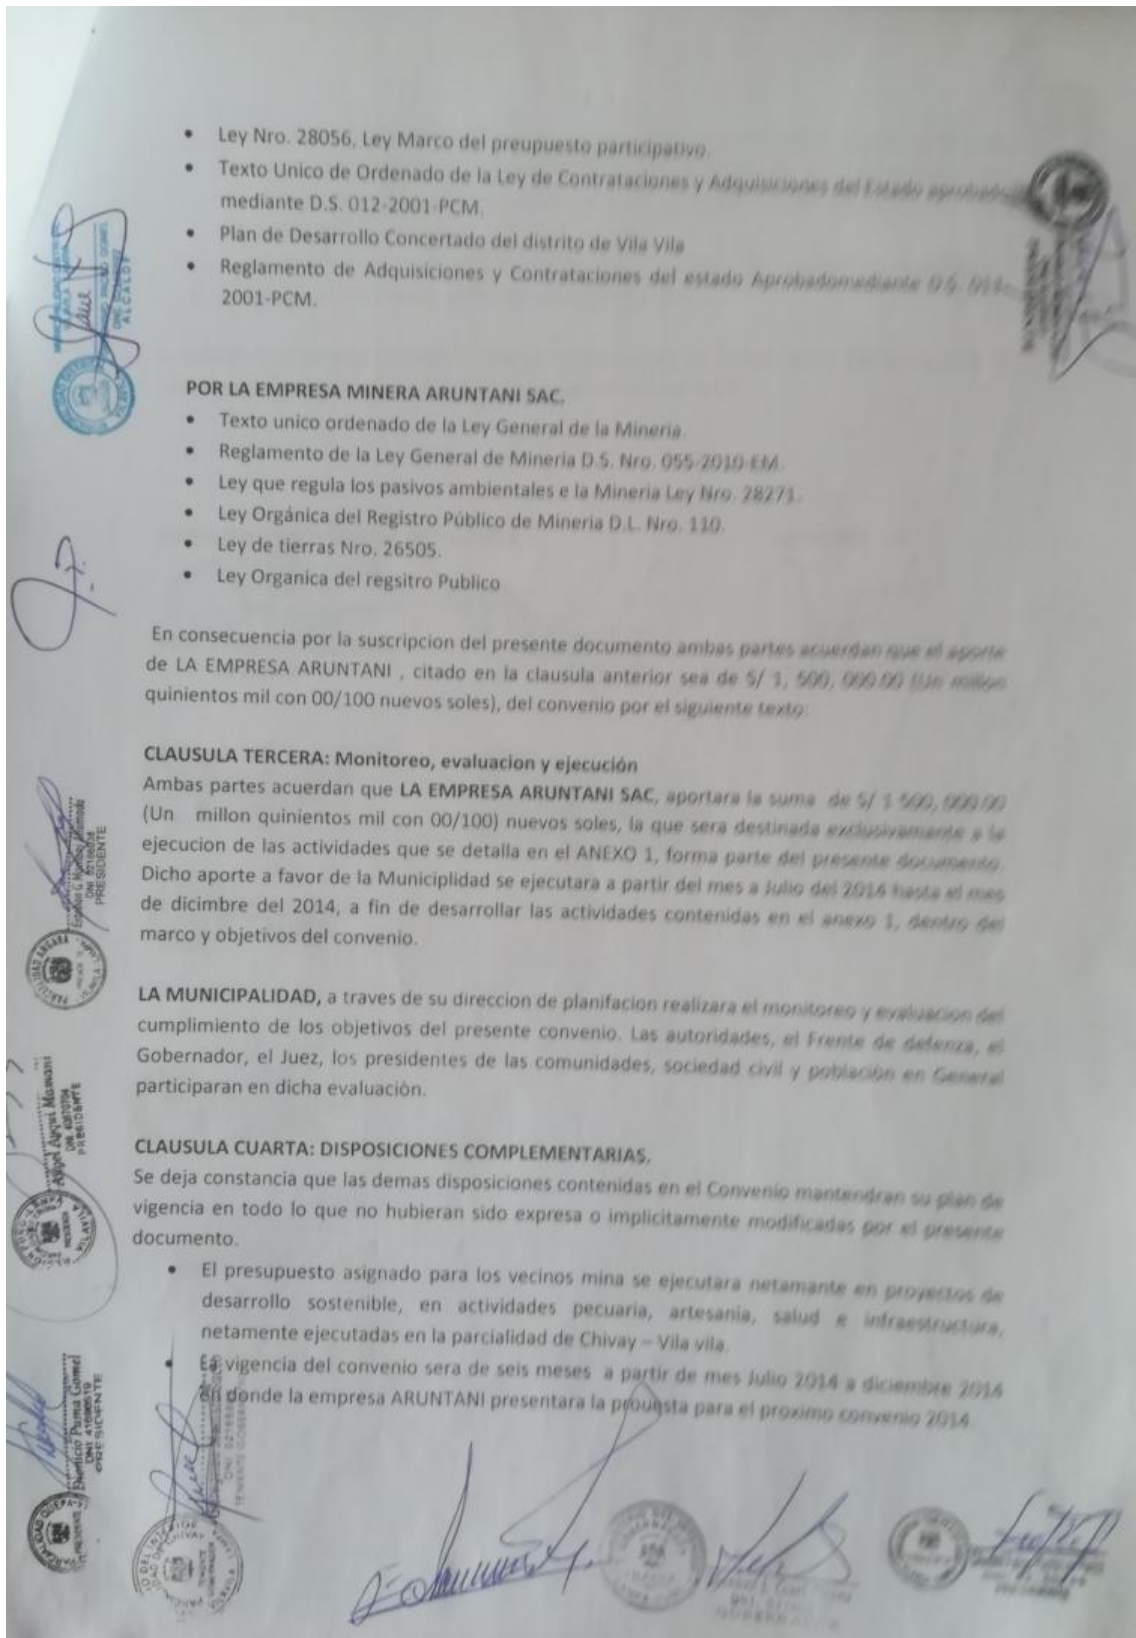 • Ley Nro. 28056, Ley Marco del preupuesto participativo.
• Texto Unico de Ordenado de la Ley de Contrataciones y Adquisiciones del Estado
mediante D.S. 012-2001-PCM.
• Plan de Desarrollo Concertado del distrito de Vila Vila
• Reglamento de Adquisiciones y Contrataciones del estado Aprobadomediante D.S.
2001-PCM.
POR LA EMPRESA MINERA ARUNTANI SAC.
• Texto unico ordenado de la Ley General de la Mineria.
• Reglamento de la Ley General de Mineria D.S. Nro. 055-2010-EM.
• Ley que regula los pasivos ambientales e la Mineria Ley Nro. 28271.
• Ley Orgánica del Registro Público de Mineria D.L. Nro. 110.
• Ley de tierras Nro. 26505.
• Ley Organica del regsitro Publico
En consecuencia por la suscripcion del presente documento ambas partes acuerdan que el aporte
de LA EMPRESA ARUNTANI , citado en la clausula anterior sea de S/ 1, 500, 000.00 (Un millon
quinientos mil con 00/100 nuevos soles), del convenio por el siguiente texto:
CLAUSULA TERCERA: Monitoreo, evaluacion y ejecución
Ambas partes acuerdan que LA EMPRESA ARUNTANI SAC, aportara la suma de S/ 1 500, 000.00
(Un millon quinientos mil con 00/100) nuevos soles, la que sera destinada exclusivamente a la
ejecucion de las actividades que se detalla en el ANEXO 1, forma parte del presente documento.
Dicho aporte a favor de la Municiplidad se ejecutara a partir del mes a Julio del 2014 hasta el mes
de dicimbre del 2014, a fin de desarrollar las actividades contenidas en el anexo 1, dentro del
marco y objetivos del convenio.
LA MUNICIPALIDAD, a traves de su direccion de planifacion realizara el monitoreo y evaluacion del
cumplimiento de los objetivos del presente convenio. Las autoridades, el Frente de defenza, el
Gobernador, el Juez, los presidentes de las comunidades, sociedad civil y población en General
participaran en dicha evaluación.
CLAUSULA CUARTA: DISPOSICIONES COMPLEMENTARIAS.
Se deja constancia que las demas disposiciones contenidas en el Convenio mantendran su plan de
vigencia en todo lo que no hubieran sido expresa o implicitamente modificadas por el presente
documento.
• El presupuesto asignado para los vecinos mina se ejecutara netamante en proyectos de
desarrollo sostenible, en actividades pecuaria, artesania, salud e infraestructura,
netamente ejecutadas en la parcialidad de Chivay – Vila vila.
• La vigencia del convenio sera de seis meses a partir de mes Julio 2014 a diciembre 2014
en donde la empresa ARUNTANI presentara la prouesta para el proximo convenio 2014.
ALCALDE
PRESIDENTE
Angel Apqui Mamani
DNI. 40670704
PRESIDENTE
Dionicio Puma Gomel
DNI 41690519
PRESIDENTE